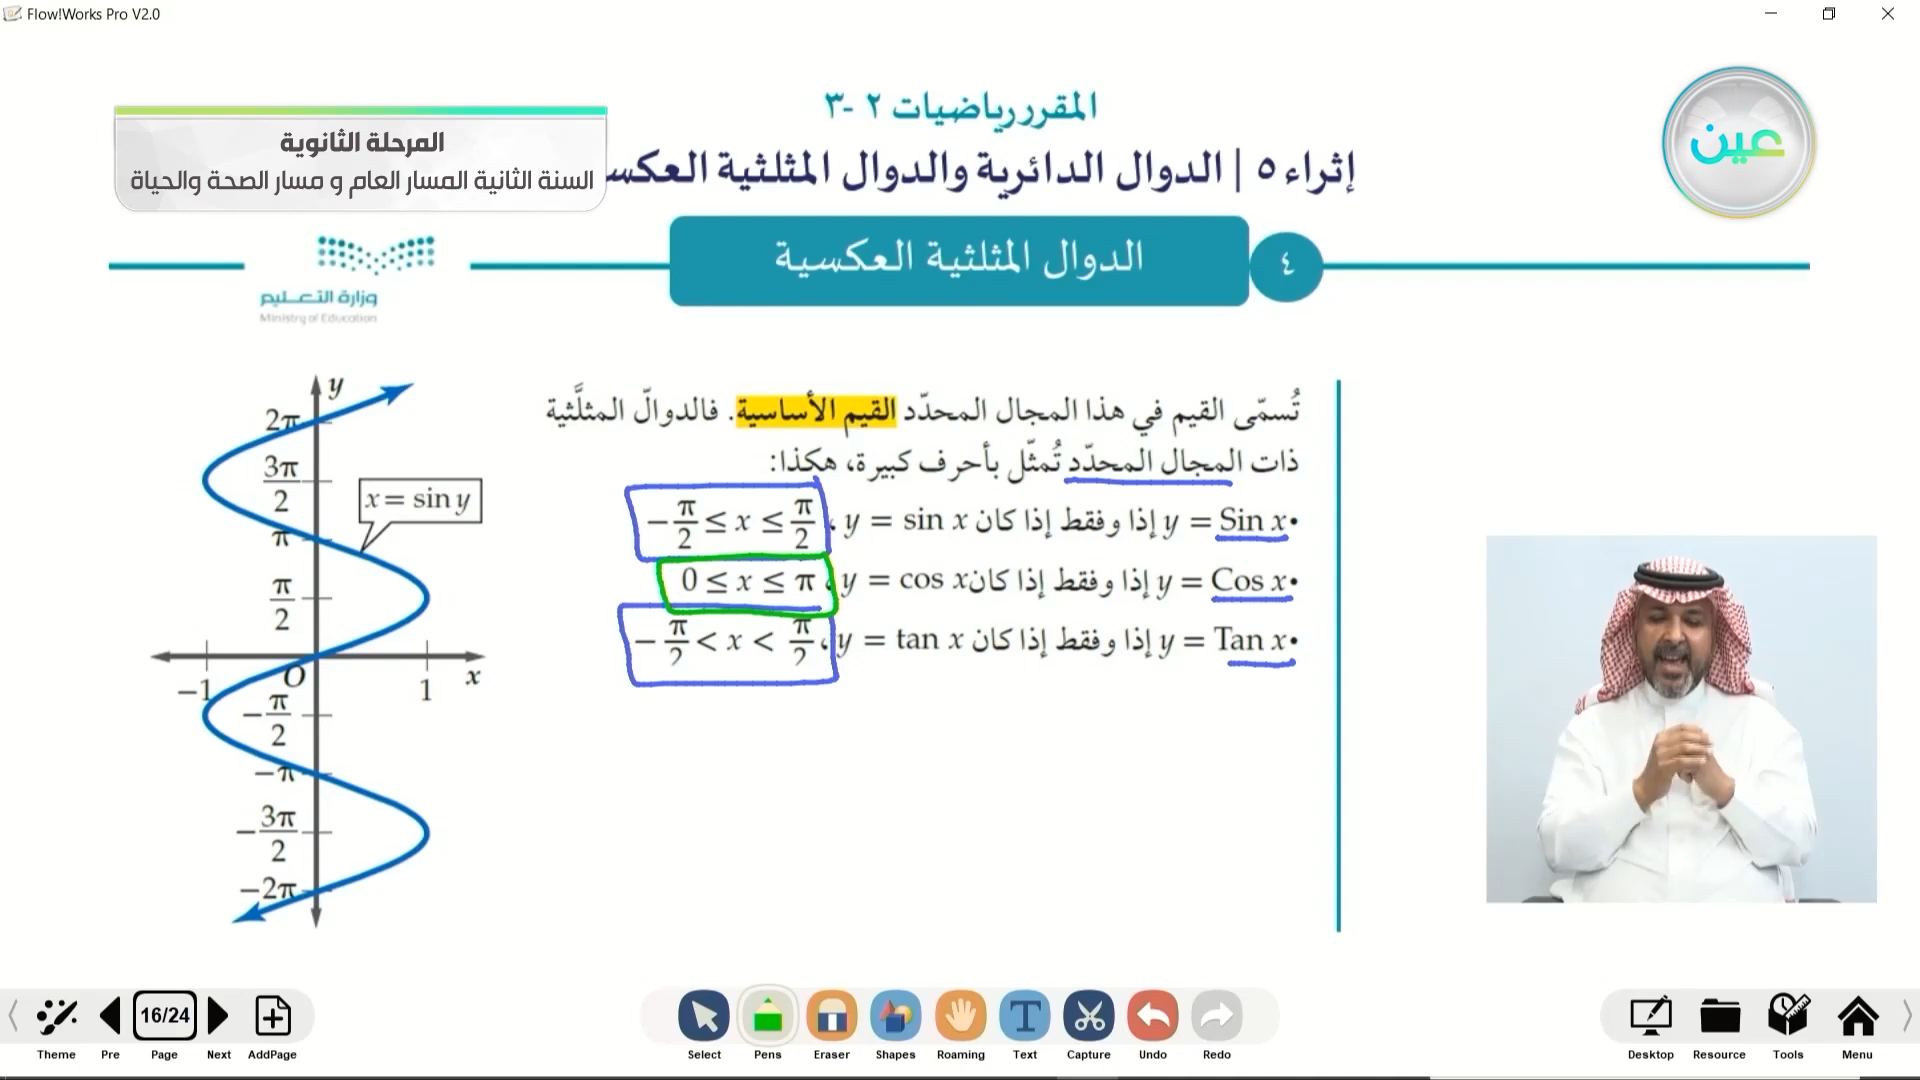 Flow!Works Pro V2.0
المقرر رياضيات ٢ -٣
إثراء ٥ | الدوال الدائرية والدوال المثلثية العكس
المرحلة الثانوية
السنة الثانية المسار العام و مسار الصحة والحياة
عين
٤
الدوال المثلثية العكسية
وزارة التعليم
Ministry of Education
تُسمّى القيم في هذا المجال المحدّد القيم الأساسية. فالدوالّ المثلَّثية
ذات المجال المحدّد تُمثّل بأحرف كبيرة، هكذا:
•y = Sin x إذا وفقط إذا كان y = sin x ، −π/2 ≤ x ≤ π/2
•y = Cos x إذا وفقط إذا كان y = cos x ، 0 ≤ x ≤ π
•y = Tan x إذا وفقط إذا كان y = tan x ، −π/2 < x < π/2
y
2π
3π/2
x = sin y
π
π/2
O
x
−1
1
−π/2
−π
−3π/2
−2π
16/24
Theme Pre Page Next AddPage
Select Pens Eraser Shapes Roaming Text Capture Undo Redo
Desktop Resource Tools Menu